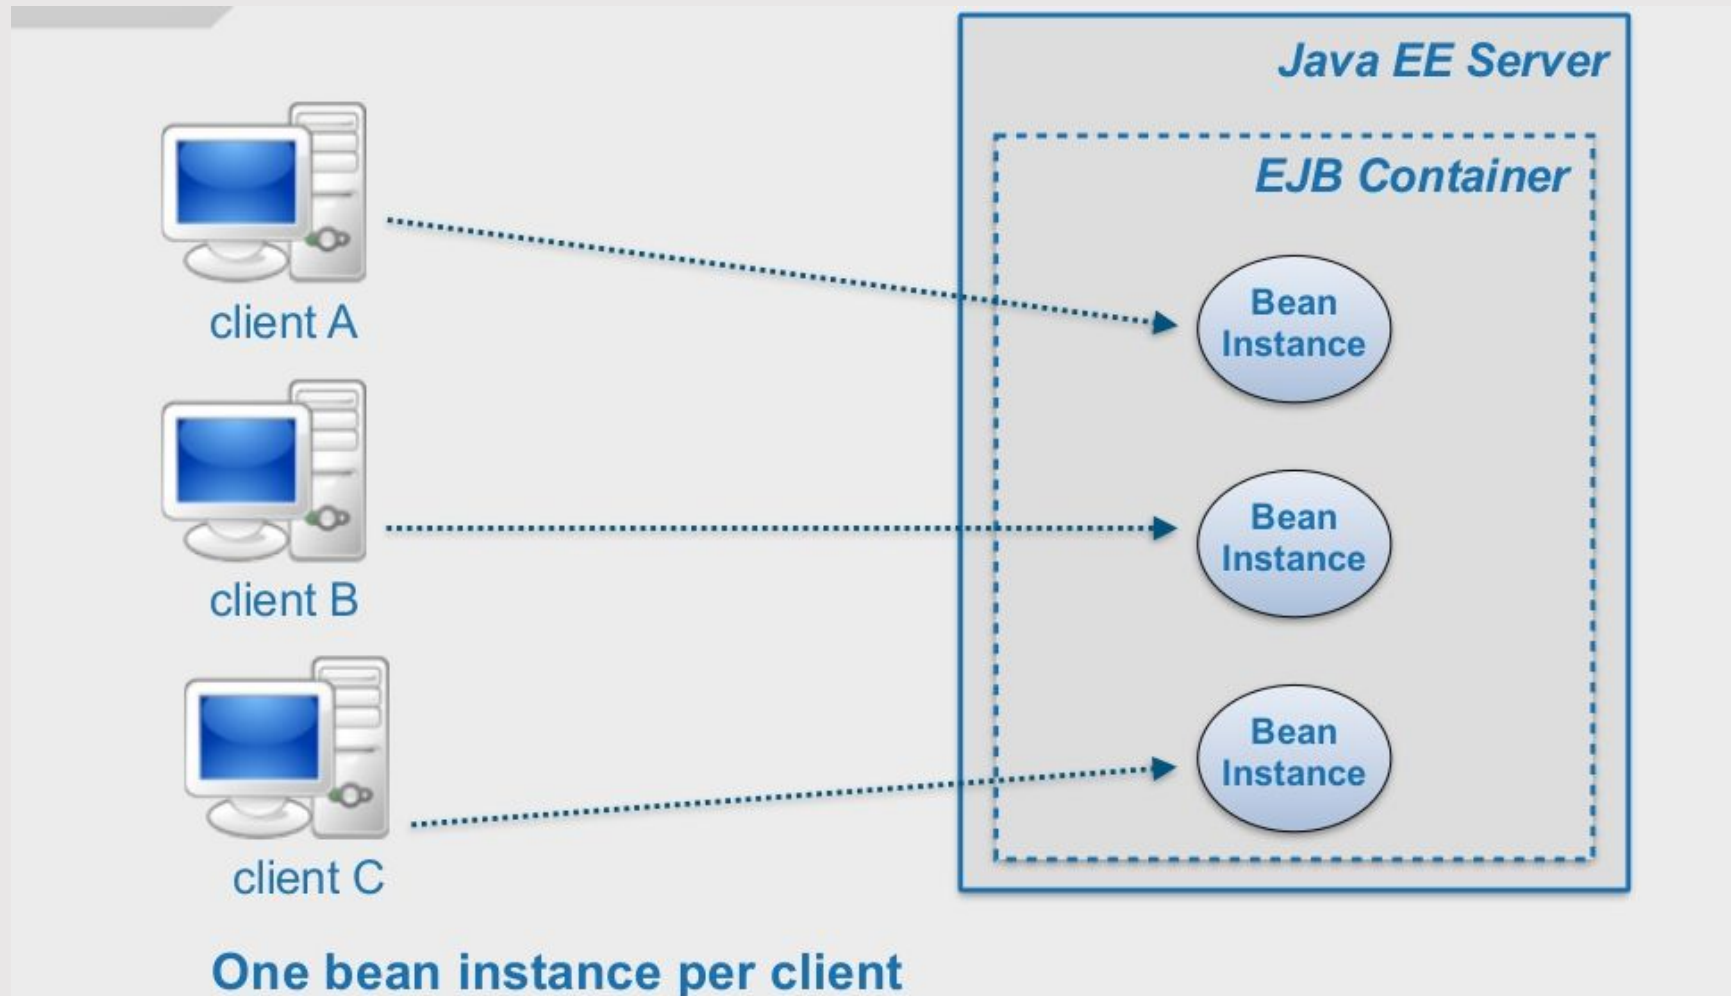 Java EE Server
EJB Container
client A
Bean
Instance
client B
Bean
Instance
client C
Bean
Instance
One bean instance per client